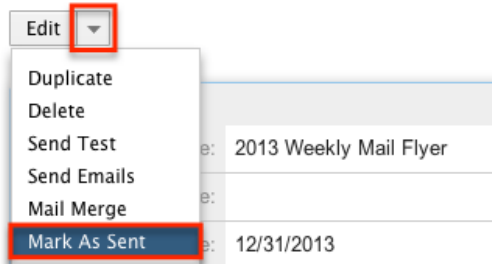 Edit
Duplicate
Delete
Send Test
e: 2013 Weekly Mail Flyer
Send Emails
e:
Mail Merge
Mark As Sent
e: 12/31/2013